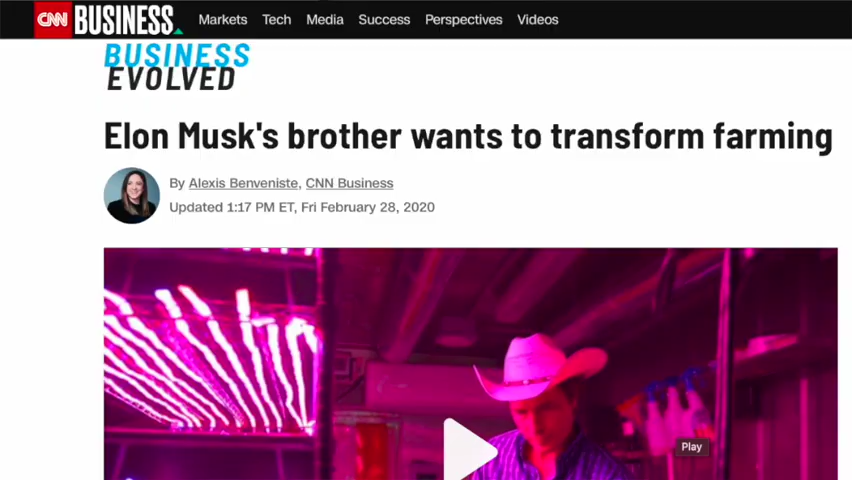 CNN BUSINESS Markets Tech Media Success Perspectives Videos
BUSINESS
EVOLVED
Elon Musk's brother wants to transform farming
By Alexis Benveniste, CNN Business
Updated 1:17 PM ET, Fri February 28, 2020
Play